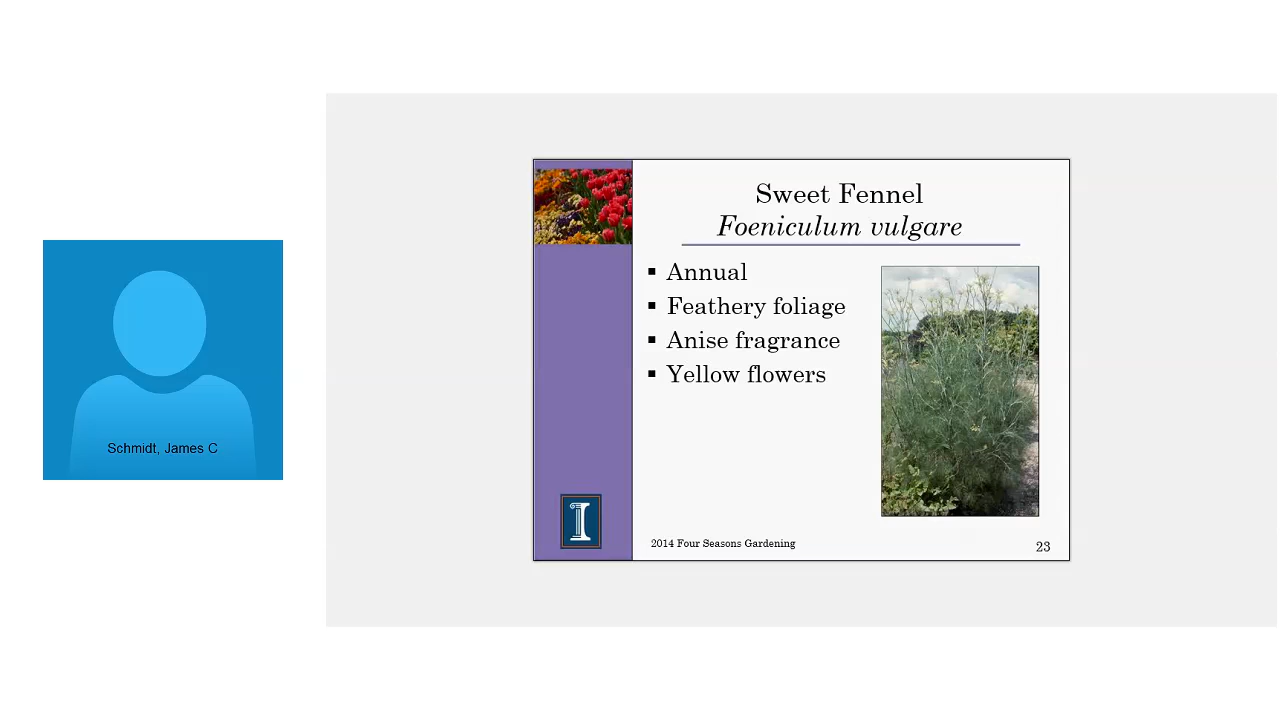 Schmidt, James C
Sweet Fennel
Foeniculum vulgare
▪ Annual
▪ Feathery foliage
▪ Anise fragrance
▪ Yellow flowers
2014 Four Seasons Gardening
23